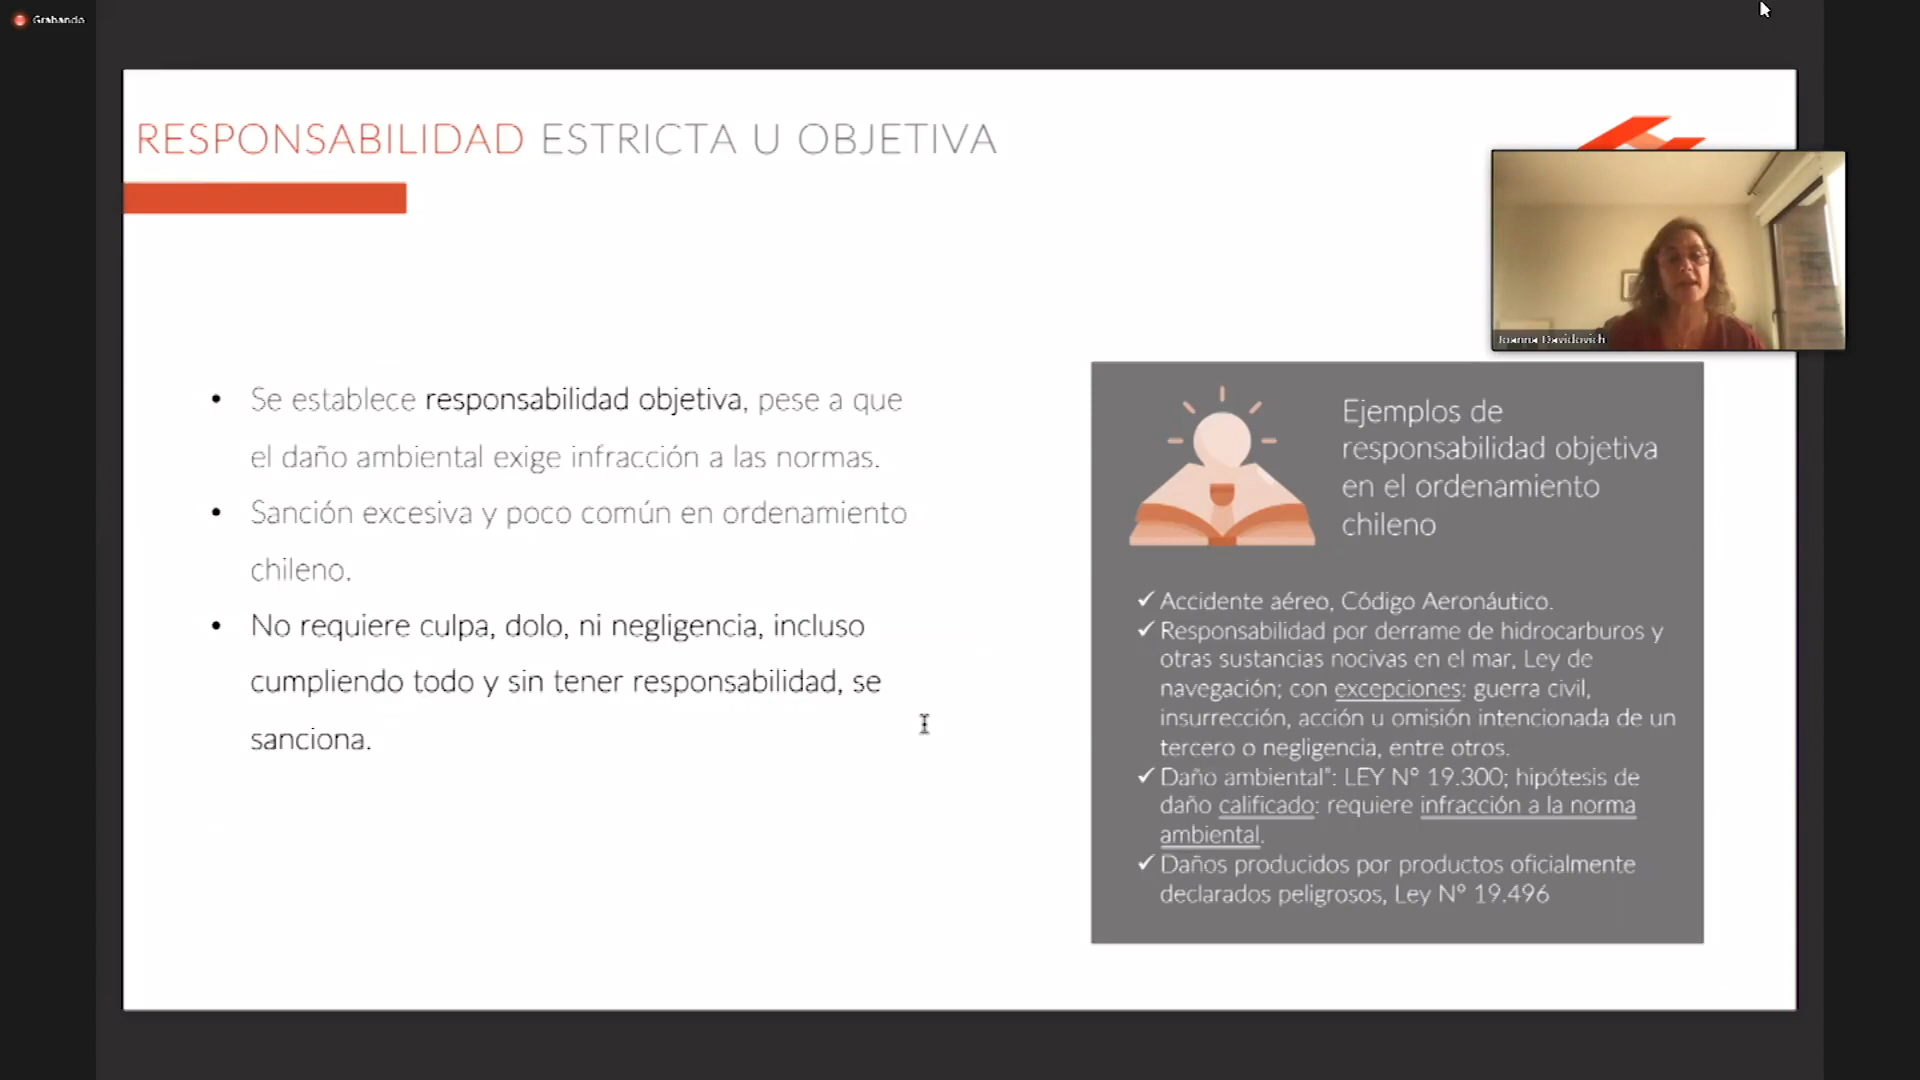 Grabando
RESPONSABILIDAD ESTRICTA U OBJETIVA
Joanna Davidovich
• Se establece responsabilidad objetiva, pese a que
el daño ambiental exige infracción a las normas.
• Sanción excesiva y poco común en ordenamiento
chileno.
• No requiere culpa, dolo, ni negligencia, incluso
cumpliendo todo y sin tener responsabilidad, se
sanciona.
Ejemplos de
responsabilidad objetiva
en el ordenamiento
chileno
✓ Accidente aéreo, Código Aeronáutico.
✓ Responsabilidad por derrame de hidrocarburos y
otras sustancias nocivas en el mar, Ley de
navegación; con excepciones: guerra civil,
insurrección, acción u omisión intencionada de un
tercero o negligencia, entre otros.
✓ Daño ambiental": LEY Nº 19.300; hipótesis de
daño calificado: requiere infracción a la norma
ambiental.
✓ Daños producidos por productos oficialmente
declarados peligrosos, Ley Nº 19.496